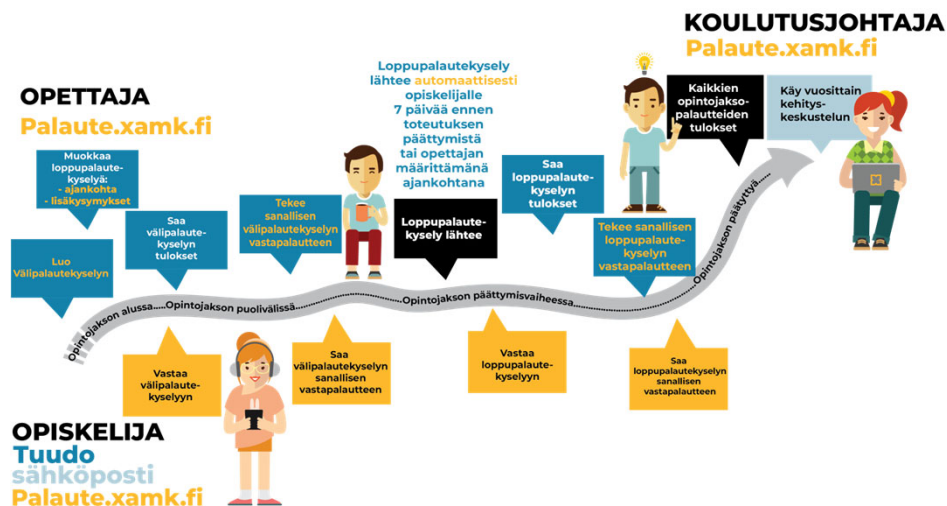 KOULUTUSJOHTAJA
Palaute.xamk.fi
OPETTAJA
Palaute.xamk.fi
Loppupalautekysely
lähtee automaattisesti
opiskelijalle
7 päivää ennen
toteutuksen
päättymistä
tai opettajan
määrittämänä
ajankohtana
Kaikkien
opintojakso-
palautteiden
tulokset
Käy vuosittain
kehitys-
keskustelun
Muokkaa
loppupalaute-
kyselyä:
- ajankohta
- lisäkysymykset
Luo
Välipalautekyselyn
Saa
välipalaute-
kyselyn
tulokset
Tekee
sanallisen
välipalautekyselyn
vastapalautteen
Loppupalaute-
kysely lähtee
Saa
loppupalaute-
kyselyn
tulokset
Tekee sanallisen
loppupalaute-
kyselyn
vastapalautteen
Opintojakson alussa....Opintojakson puolivälissä..............................Opintojakson päättymisvaiheessa..........................Opintojakson päätyttyä......
Vastaa
välipalaute-
kyselyyn
Saa
välipalautekyselyn
sanallisen
vastapalautteen
Vastaa
loppupalaute-
kyselyyn
Saa
loppupalautekyselyn
sanallisen
vastapalautteen
OPISKELIJA
Tuudo
sähköposti
Palaute.xamk.fi